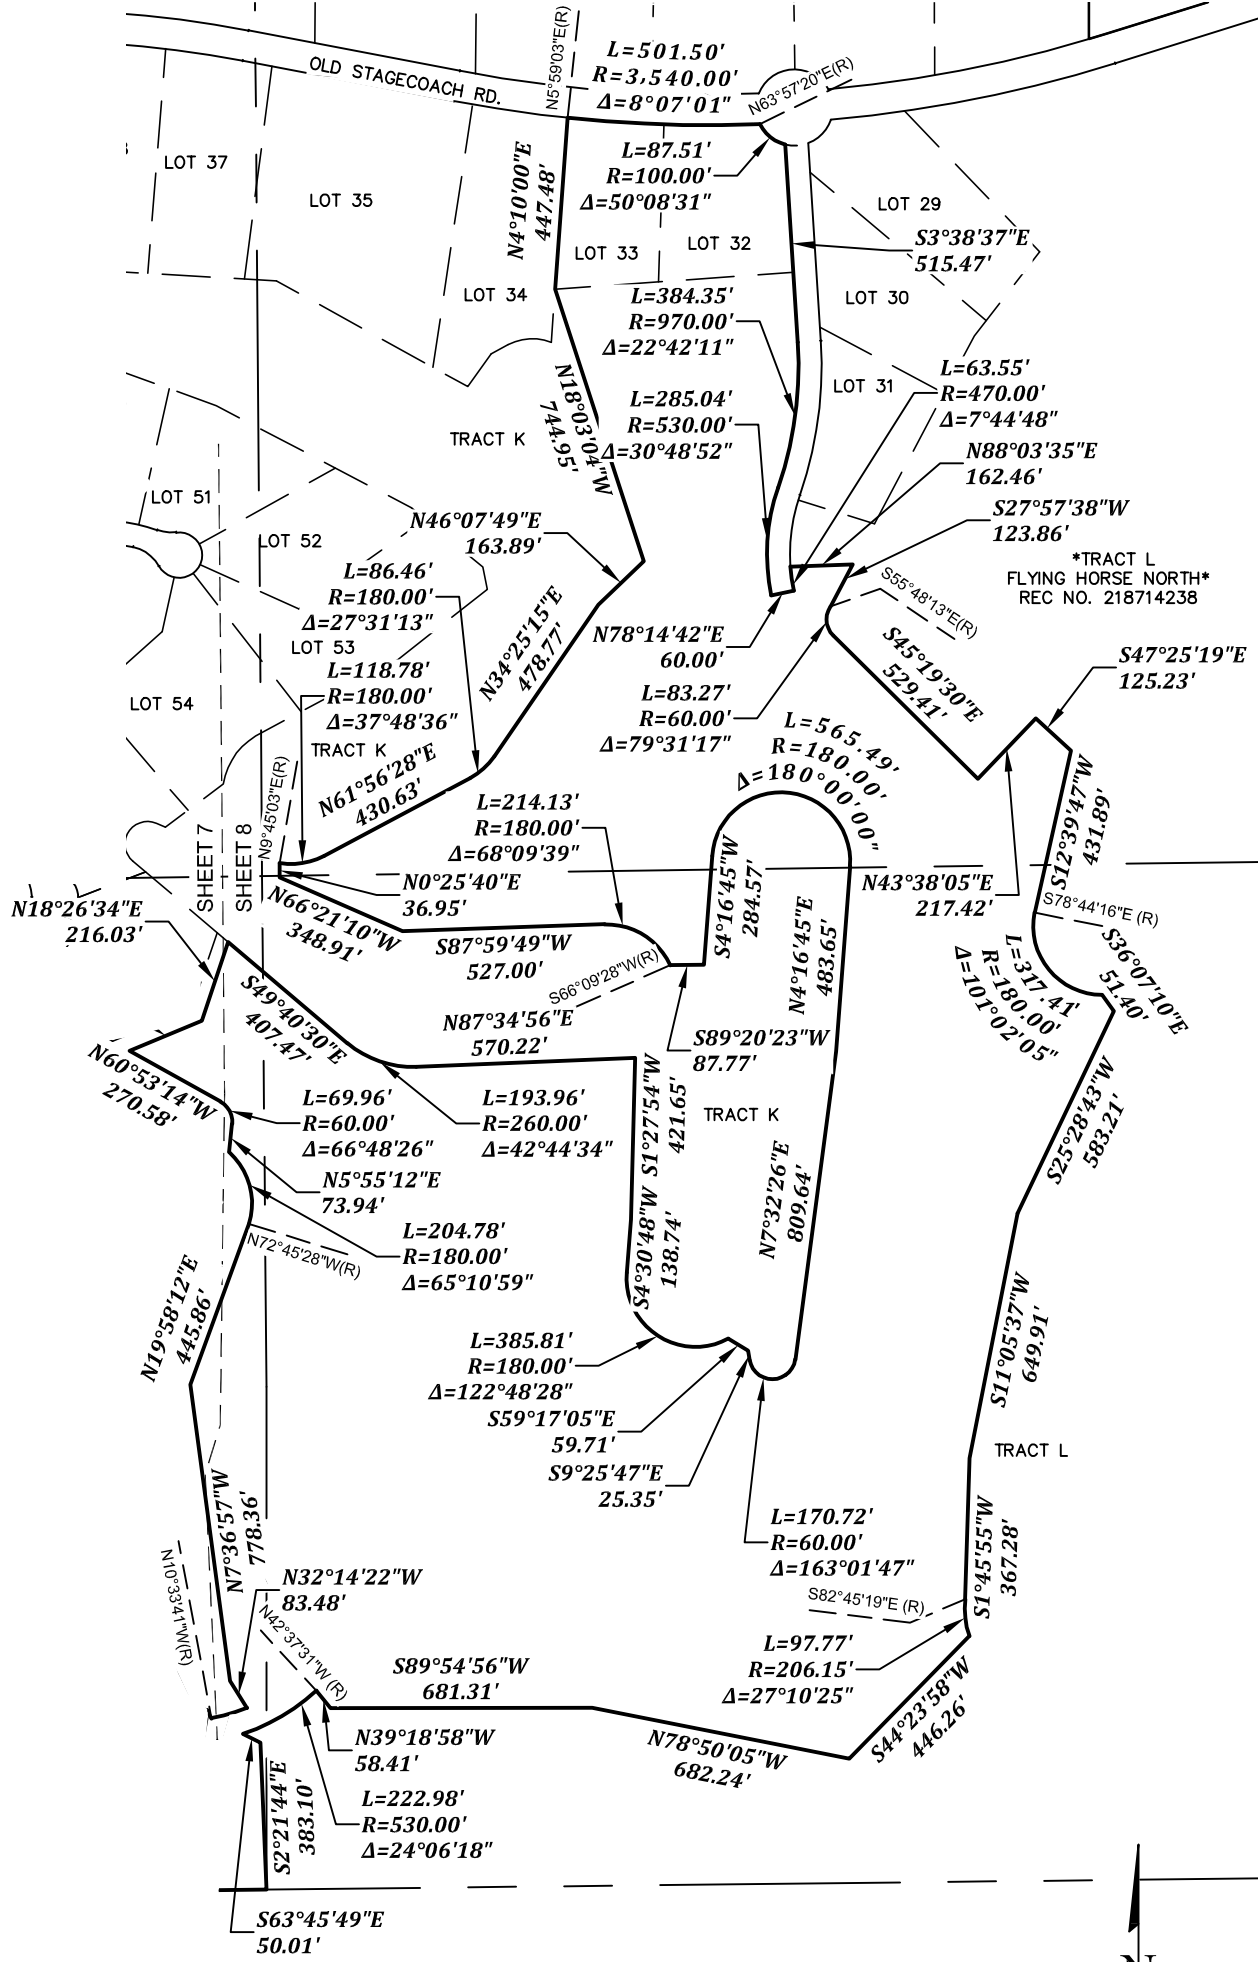 OLD STAGECOACH RD.
N5°59'03"E(R)
L=501.50'
R=3,540.00'
Δ=8°07'01"
N63°57'20"E(R)
LOT 37
LOT 35
N4°10'00"E
447.48'
L=87.51'
R=100.00'
Δ=50°08'31"
LOT 29
S3°38'37"E
515.47'
LOT 33
LOT 32
LOT 34
LOT 30
L=384.35'
R=970.00'
Δ=22°42'11"
L=63.55'
R=470.00'
Δ=7°44'48"
LOT 31
N18°03'04"W
744.95'
L=285.04'
R=530.00'
Δ=30°48'52"
TRACT K
N88°03'35"E
162.46'
LOT 51
S27°57'38"W
123.86'
N46°07'49"E
163.89'
LOT 52
*TRACT L
FLYING HORSE NORTH*
REC NO. 218714238
L=86.46'
R=180.00'
Δ=27°31'13"
S55°48'13"E(R)
N34°25'15"E
478.77'
N78°14'42"E
60.00'
S45°19'30"E
529.41'
LOT 53
S47°25'19"E
125.23'
L=118.78'
R=180.00'
Δ=37°48'36"
LOT 54
L=83.27'
R=60.00'
Δ=79°31'17"
L=565.49'
R=180.00'
Δ=180°00'00"
TRACT K
N61°56'28"E
430.63'
N9°45'03"E(R)
S12°39'47"W
431.89'
L=214.13'
R=180.00'
Δ=68°09'39"
SHEET 7
SHEET 8
N0°25'40"E
36.95'
S4°16'45"W
284.57'
N43°38'05"E
217.42'
N18°26'34"E
216.03'
N66°21'10"W
348.91'
S78°44'16"E (R)
S87°59'49"W
527.00'
N4°16'45"E
483.65'
S36°07'10"E
51.40'
L=317.41'
R=180.00'
Δ=101°02'05"
S66°09'28"W(R)
S49°40'30"E
407.47'
N87°34'56"E
570.22'
S89°20'23"W
87.77'
N60°53'14"W
270.58'
L=69.96'
R=60.00'
Δ=66°48'26"
L=193.96'
R=260.00'
Δ=42°44'34"
S1°27'54"W
421.65'
TRACT K
S25°28'43"W
583.21'
N5°55'12"E
73.94'
N7°32'26"E
809.64'
L=204.78'
R=180.00'
Δ=65°10'59"
N72°45'28"W(R)
S4°30'48"W
138.74'
N19°58'12"E
445.86'
S11°05'37"W
649.91'
L=385.81'
R=180.00'
Δ=122°48'28"
S59°17'05"E
59.71'
S9°25'47"E
25.35'
TRACT L
N7°36'57"W
778.36'
L=170.72'
R=60.00'
Δ=163°01'47"
S1°45'55"W
367.28'
N10°33'41"W(R)
N32°14'22"W
83.48'
S82°45'19"E (R)
N42°37'31"W (R)
L=97.77'
R=206.15'
Δ=27°10'25"
S89°54'56"W
681.31'
S44°23'58"W
446.26'
N39°18'58"W
58.41'
N78°50'05"W
682.24'
S2°21'44"E
383.10'
L=222.98'
R=530.00'
Δ=24°06'18"
S63°45'49"E
50.01'
N